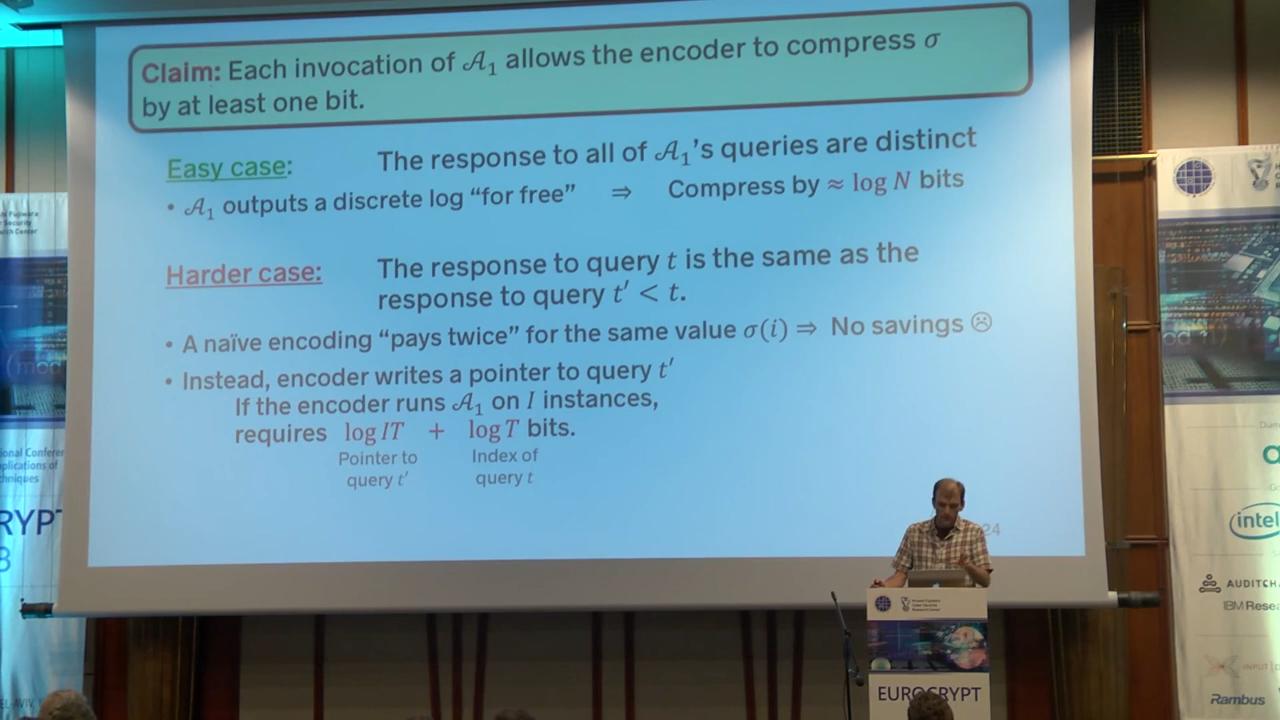 Claim: Each invocation of 𝒜₁ allows the encoder to compress σ
by at least one bit.
Easy case: The response to all of 𝒜₁'s queries are distinct
• 𝒜₁ outputs a discrete log “for free” ⇒ Compress by ≈ log N bits
Harder case: The response to query t is the same as the
response to query t′ < t.
• A naïve encoding “pays twice” for the same value σ(i) ⇒ No savings ☹
• Instead, encoder writes a pointer to query t′
If the encoder runs 𝒜₁ on I instances,
requires log IT + log T bits.
Pointer to Index of
query t′ query t
24
EUROCRYPT
intel
AUDITCH
IBM Resea
INPUT
Rambus